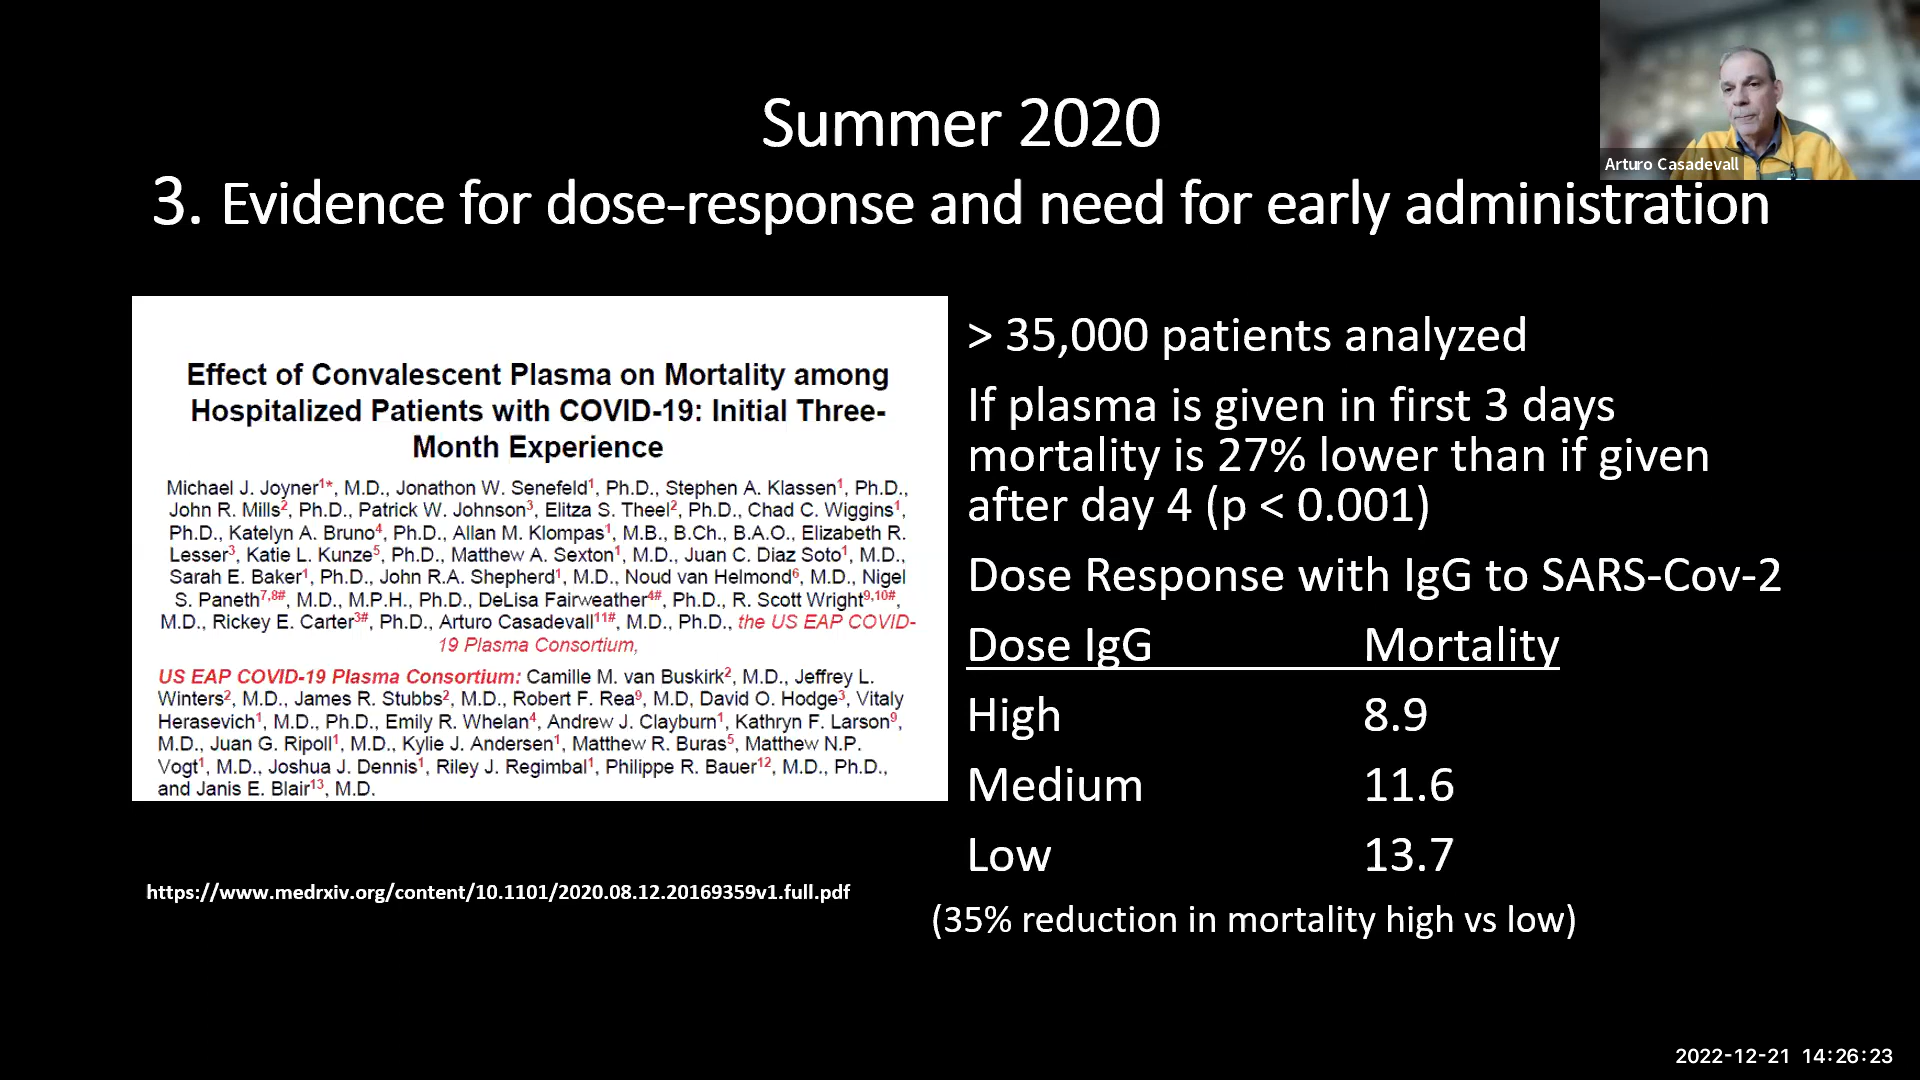 Summer 2020
3. Evidence for dose-response and need for early administration
Arturo Casadevall
Effect of Convalescent Plasma on Mortality among
Hospitalized Patients with COVID-19: Initial Three-
Month Experience
Michael J. Joyner1*, M.D., Jonathon W. Senefeld1, Ph.D., Stephen A. Klassen1, Ph.D.,
John R. Mills2, Ph.D., Patrick W. Johnson3, Elitza S. Theel2, Ph.D., Chad C. Wiggins1,
Ph.D., Katelyn A. Bruno4, Ph.D., Allan M. Klompas1, M.B., B.Ch., B.A.O., Elizabeth R.
Lesser3, Katie L. Kunze5, Ph.D., Matthew A. Sexton1, M.D., Juan C. Diaz Soto1, M.D.,
Sarah E. Baker1, Ph.D., John R.A. Shepherd1, M.D., Noud van Helmond6, M.D., Nigel
S. Paneth7,8#, M.D., M.P.H., Ph.D., DeLisa Fairweather4#, Ph.D., R. Scott Wright9,10#,
M.D., Rickey E. Carter3#, Ph.D., Arturo Casadevall11#, M.D., Ph.D., the US EAP COVID-
19 Plasma Consortium,
US EAP COVID-19 Plasma Consortium: Camille M. van Buskirk2, M.D., Jeffrey L.
Winters2, M.D., James R. Stubbs2, M.D., Robert F. Rea9, M.D, David O. Hodge3, Vitaly
Herasevich1, M.D., Ph.D., Emily R. Whelan4, Andrew J. Clayburn1, Kathryn F. Larson9,
M.D., Juan G. Ripoll1, M.D., Kylie J. Andersen1, Matthew R. Buras5, Matthew N.P.
Vogt1, M.D., Joshua J. Dennis1, Riley J. Regimbal1, Philippe R. Bauer12, M.D., Ph.D.,
and Janis E. Blair13, M.D.
https://www.medrxiv.org/content/10.1101/2020.08.12.20169359v1.full.pdf
> 35,000 patients analyzed
If plasma is given in first 3 days
mortality is 27% lower than if given
after day 4 (p < 0.001)
Dose Response with IgG to SARS-Cov-2
Dose IgG Mortality
High 8.9
Medium 11.6
Low 13.7
(35% reduction in mortality high vs low)
2022-12-21 14:26:23